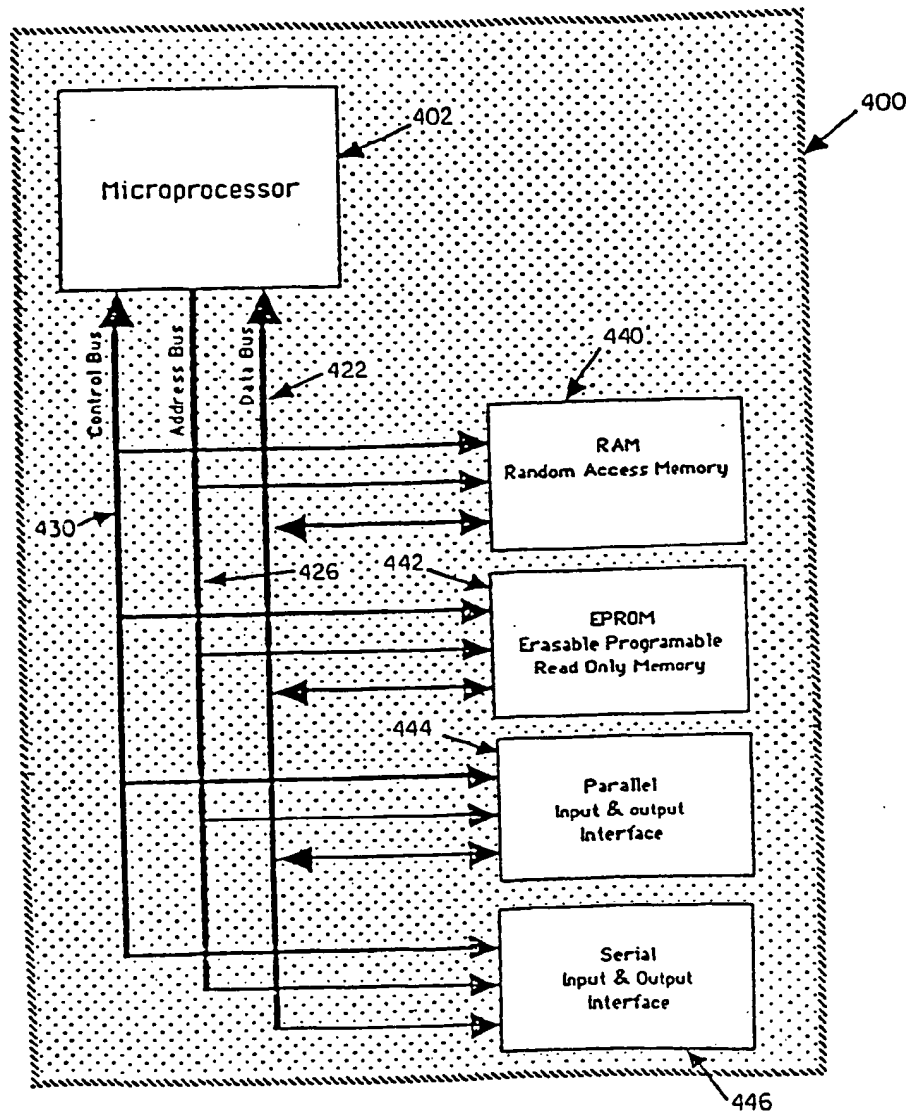 400
402
Microprocessor
Control Bus
Address Bus
Data Bus
422
440
RAM
Random Access Memory
430
426
442
EPROM
Erasable Programable
Read Only Memory
444
Parallel
Input & output
Interface
Serial
Input & Output
Interface
446